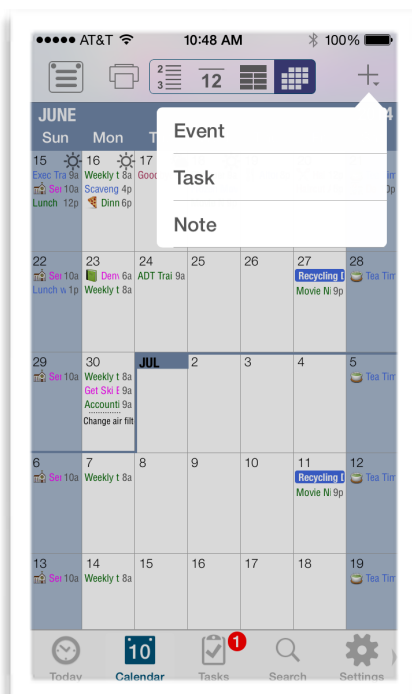 AT&T 10:48 AM 100%
2 3 12
JUNE 4
Sun Mon T
Event
Task
Note
15 16 17
Exec Tra 9a Weekly t 8a Good
Ser 10a Scaveng 4p
Lunch 12p Dinn 6p
22 23 24 25 26 27 28
Ser 10a Dem 6a ADT Trai 9a Recycling D Tea Tim
Lunch w 1p Weekly t 8a Movie Ni 9p
29 30 JUL 2 3 4 5
Ser 10a Weekly t 8a Tea Tim
Get Ski E 9a
Accounti 9a
Change air filt
6 7 8 9 10 11 12
Ser 10a Weekly t 8a Recycling D Tea Tim
Movie Ni 9p
13 14 15 16 17 18 19
Ser 10a Weekly t 8a Tea Tim
10 1
Today Calendar Tasks Search Settings